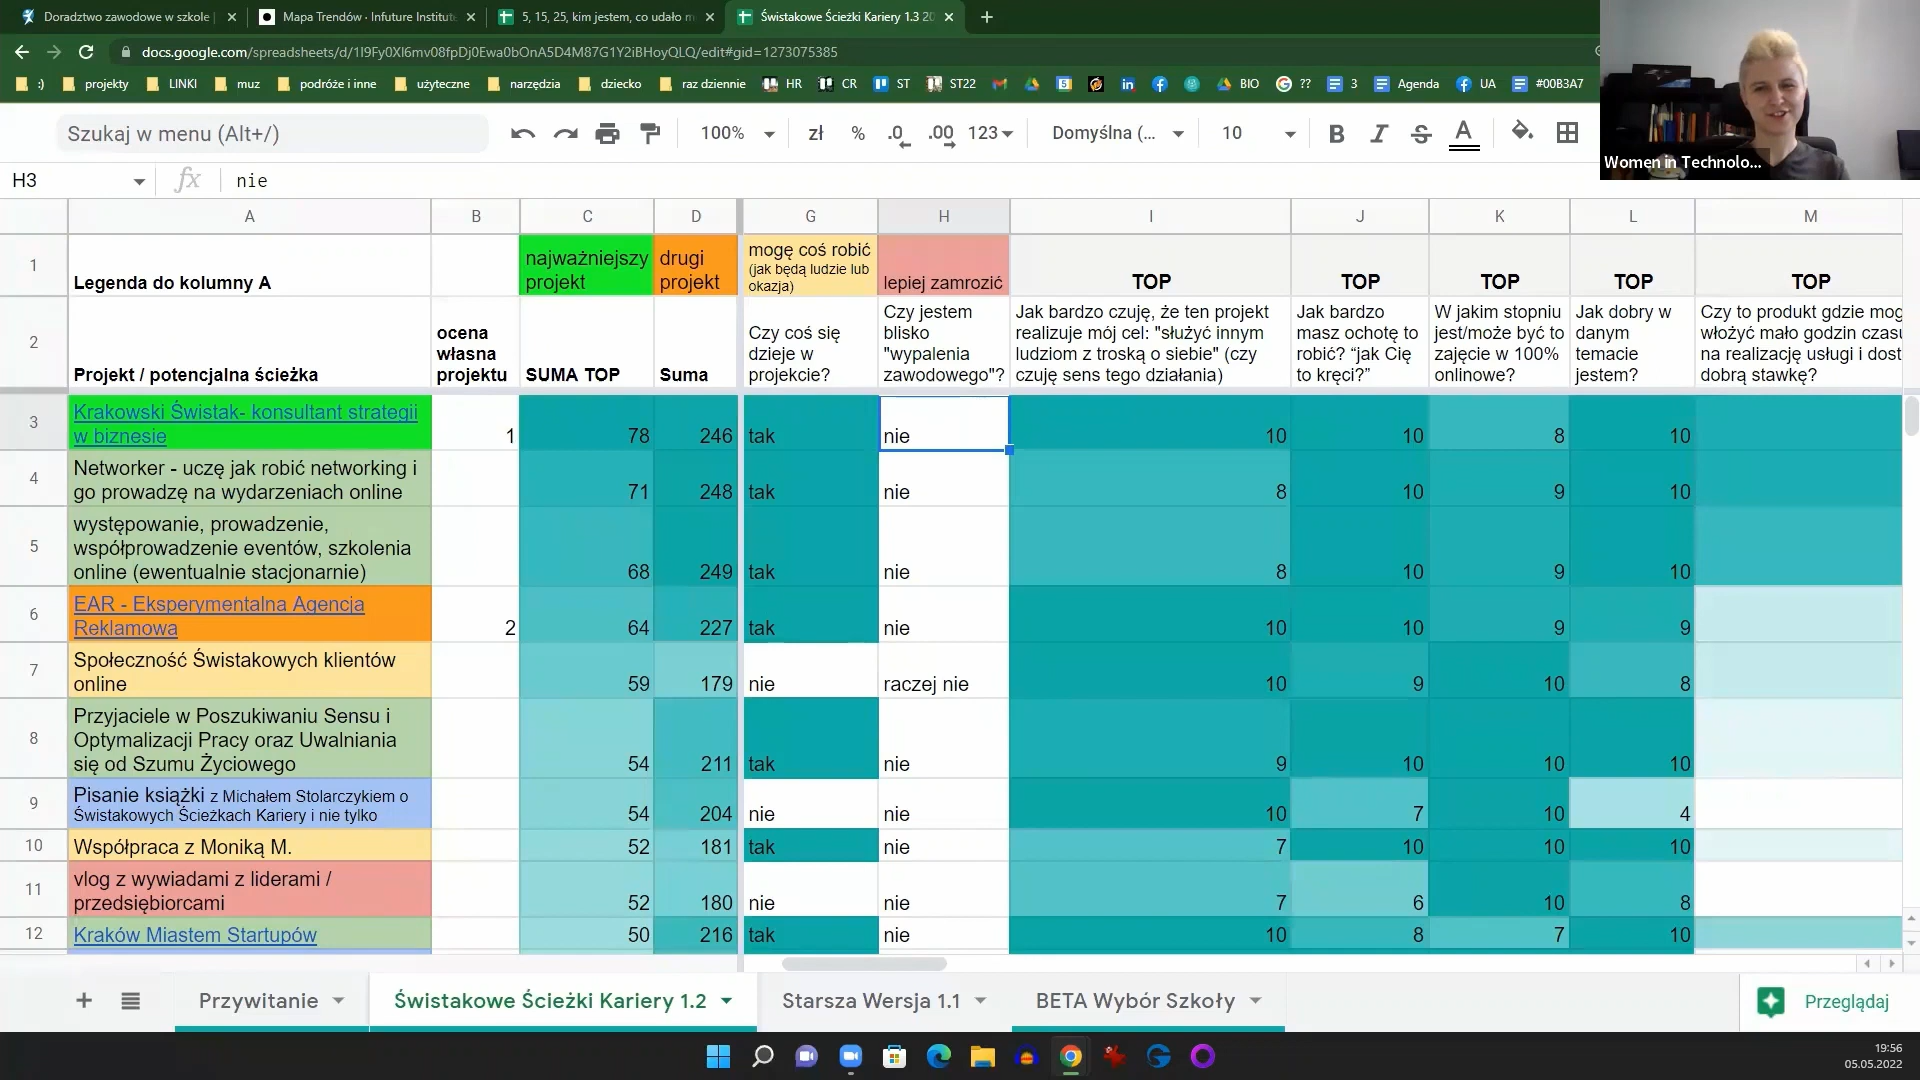 Doradztwo zawodowe w szkole
Mapa Trendów · Infuture Institute
5, 15, 25, kim jestem, co udało m
Świstakowe Ścieżki Kariery 1.3 20
docs.google.com/spreadsheets/d/1I9Fy0Xl6mv08fpDj0Ewa0bOnA5D4M87G1Y2iBHoyQLQ/edit#gid=1273075385
:) projekty LINKI muz podróże i inne użyteczne narzędzia dziecko raz dziennie HR CR ST ST22 BIO ?? 3 Agenda UA #00B3A7
Women in Technolo...
Szukaj w menu (Alt+/) 100% zł % .0 .00 123 Domyślna (... 10 B I S A
H3 fx nie
A B C D G H I J K L M
1 Legenda do kolumny A
najważniejszy projekt
drugi projekt
mogę coś robić
(jak będą ludzie lub okazja)
lepiej zamrozić
TOP TOP TOP TOP TOP
2 Projekt / potencjalna ścieżka
ocena własna projektu
SUMA TOP
Suma
Czy coś się dzieje w projekcie?
Czy jestem blisko "wypalenia zawodowego"?
Jak bardzo czuję, że ten projekt realizuje mój cel: "służyć innym ludziom z troską o siebie" (czy czuję sens tego działania)
Jak bardzo masz ochotę to robić? “jak Cię to kręci?”
W jakim stopniu jest/może być to zajęcie w 100% onlinowe?
Jak dobry w danym temacie jestem?
Czy to produkt gdzie mog włożyć mało godzin czasu na realizację usługi i dost dobrą stawkę?
3 Krakowski Świstak- konsultant strategii w biznesie 1 78 246 tak nie 10 10 8 10
4 Networker - uczę jak robić networking i go prowadzę na wydarzeniach online 71 248 tak nie 8 10 9 10
5 występowanie, prowadzenie, współprowadzenie eventów, szkolenia online (ewentualnie stacjonarnie) 68 249 tak nie 8 10 9 10
6 EAR - Eksperymentalna Agencja Reklamowa 2 64 227 tak nie 10 10 9 9
7 Społeczność Świstakowych klientów online 59 179 nie raczej nie 10 9 10 8
8 Przyjaciele w Poszukiwaniu Sensu i Optymalizacji Pracy oraz Uwalniania się od Szumu Życiowego 54 211 tak nie 9 10 10 10
9 Pisanie książki z Michałem Stolarczykiem o Świstakowych Ścieżkach Kariery i nie tylko 54 204 nie nie 10 7 10 4
10 Współpraca z Moniką M. 52 181 tak nie 7 10 10 10
11 vlog z wywiadami z liderami / przedsiębiorcami 52 180 nie nie 7 6 10 8
12 Kraków Miastem Startupów 50 216 tak nie 10 8 7 10
Przywitanie Świstakowe Ścieżki Kariery 1.2 Starsza Wersja 1.1 BETA Wybór Szkoły Przeglądaj
19:56
05.05.2022